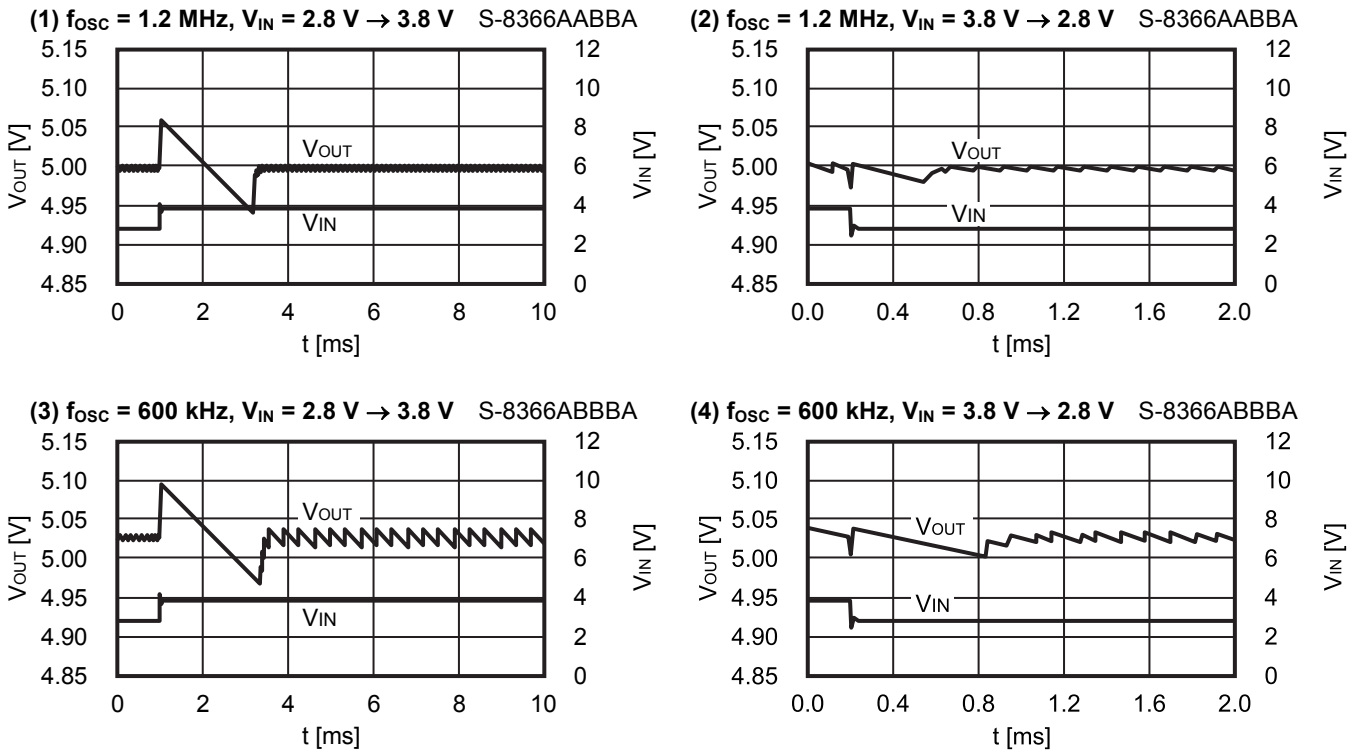 (1) fOSC = 1.2 MHz, VIN = 2.8 V → 3.8 V S-8366AABBA
5.15
5.10
5.05
5.00
4.95
4.90
4.85
VOUT [V]
12
10
8
6
4
2
0
VIN [V]
VOUT
VIN
0 2 4 6 8 10
t [ms]
(2) fOSC = 1.2 MHz, VIN = 3.8 V → 2.8 V S-8366AABBA
5.15
5.10
5.05
5.00
4.95
4.90
4.85
VOUT [V]
12
10
8
6
4
2
0
VIN [V]
VOUT
VIN
0.0 0.4 0.8 1.2 1.6 2.0
t [ms]
(3) fOSC = 600 kHz, VIN = 2.8 V → 3.8 V S-8366ABBBA
5.15
5.10
5.05
5.00
4.95
4.90
4.85
VOUT [V]
12
10
8
6
4
2
0
VIN [V]
VOUT
VIN
0 2 4 6 8 10
t [ms]
(4) fOSC = 600 kHz, VIN = 3.8 V → 2.8 V S-8366ABBBA
5.15
5.10
5.05
5.00
4.95
4.90
4.85
VOUT [V]
12
10
8
6
4
2
0
VIN [V]
VOUT
VIN
0.0 0.4 0.8 1.2 1.6 2.0
t [ms]